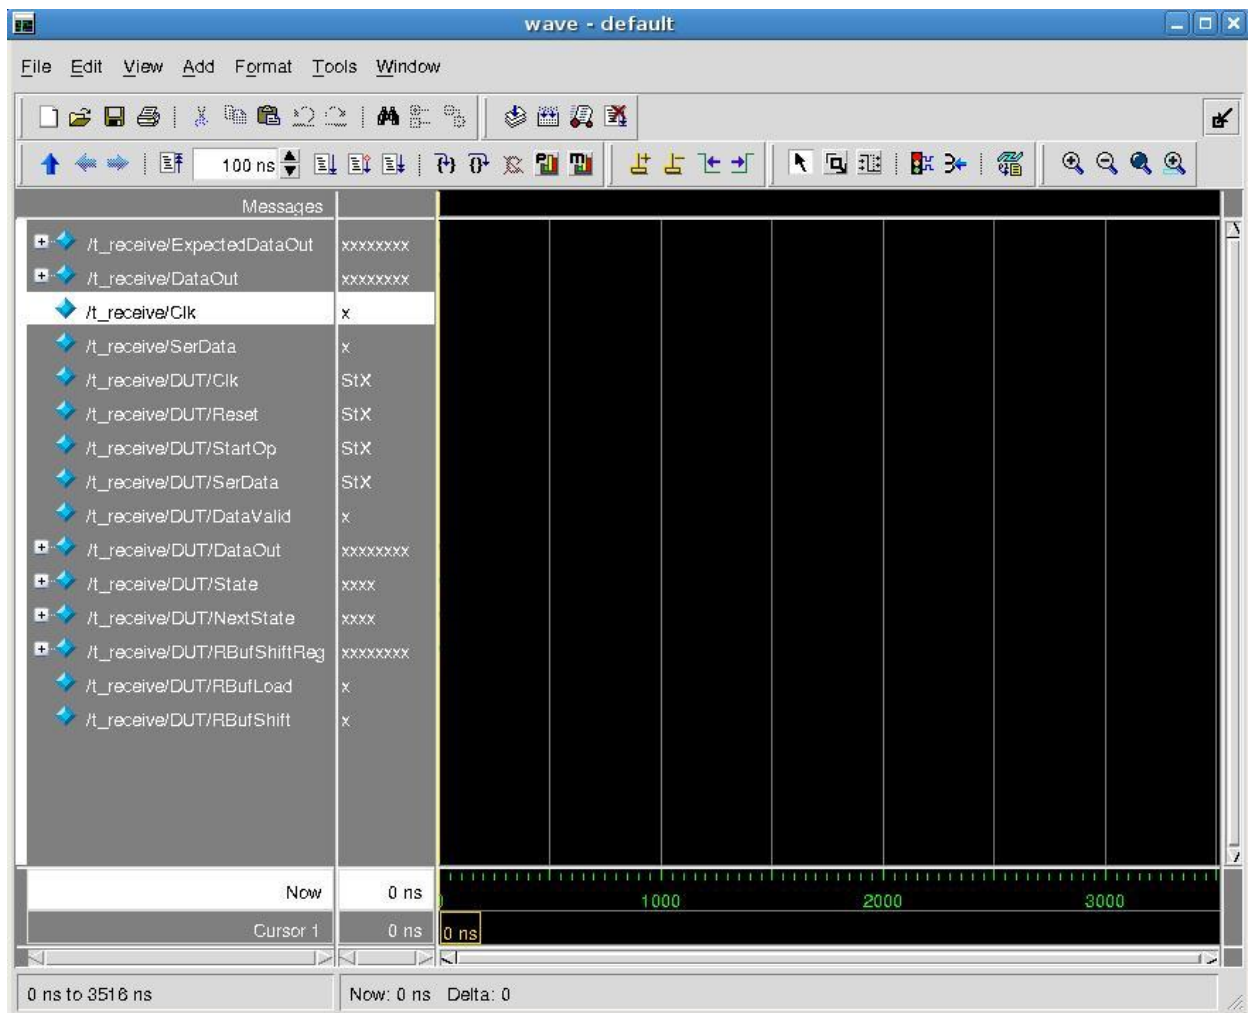 wave - default
File Edit View Add Format Tools Window
100 ns
Messages
/t_receive/ExpectedDataOut xxxxxxxx
/t_receive/DataOut xxxxxxxx
/t_receive/Clk x
/t_receive/SerData x
/t_receive/DUT/Clk StX
/t_receive/DUT/Reset StX
/t_receive/DUT/StartOp StX
/t_receive/DUT/SerData StX
/t_receive/DUT/DataValid x
/t_receive/DUT/DataOut xxxxxxxx
/t_receive/DUT/State xxxx
/t_receive/DUT/NextState xxxx
/t_receive/DUT/RBufShiftReg xxxxxxxx
/t_receive/DUT/RBufLoad x
/t_receive/DUT/RBufShift x
Now 0 ns 1000 2000 3000
Cursor 1 0 ns 0 ns
0 ns to 3516 ns Now: 0 ns Delta: 0